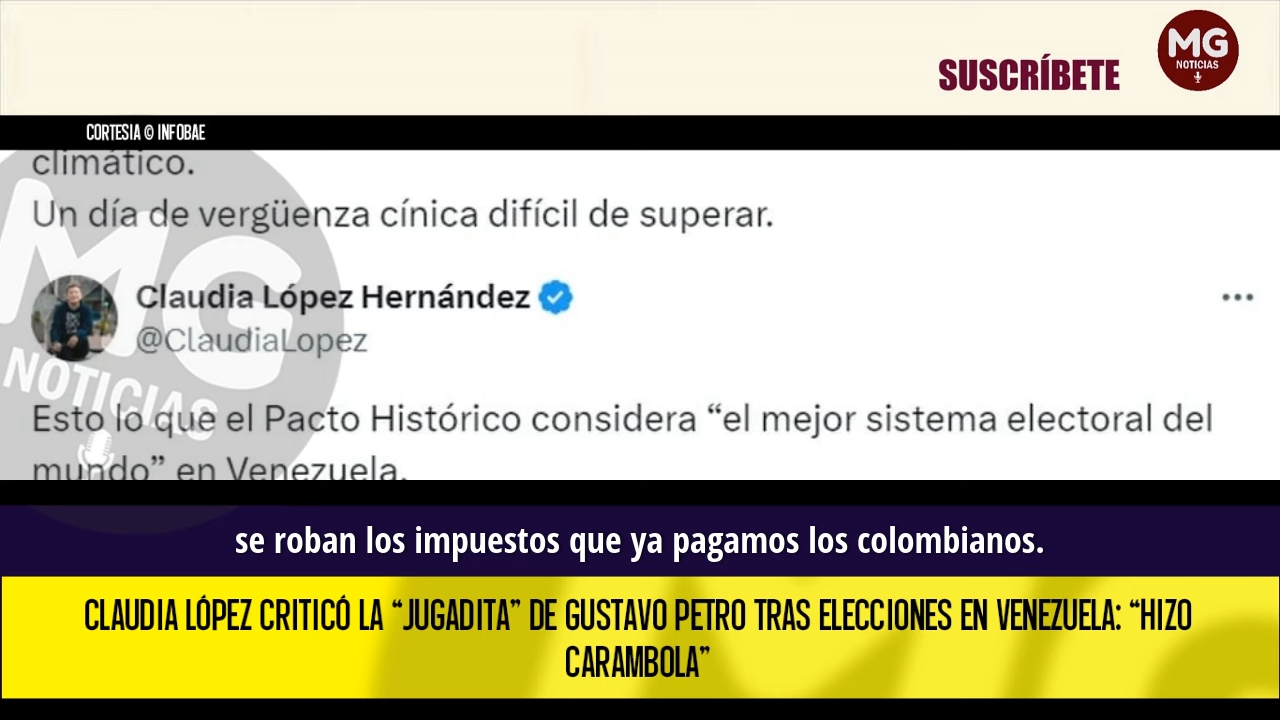 SUSCRÍBETE
MG
NOTICIAS
CORTESIA © INFOBAE
climático.
Un día de vergüenza cínica difícil de superar.
Claudia López Hernández
@ClaudiaLopez
Esto lo que el Pacto Histórico considera “el mejor sistema electoral del
mundo” en Venezuela.
MG
NOTICIAS
se roban los impuestos que ya pagamos los colombianos.
CLAUDIA LÓPEZ CRITICÓ LA “JUGADITA” DE GUSTAVO PETRO TRAS ELECCIONES EN VENEZUELA: “HIZO
CARAMBOLA”